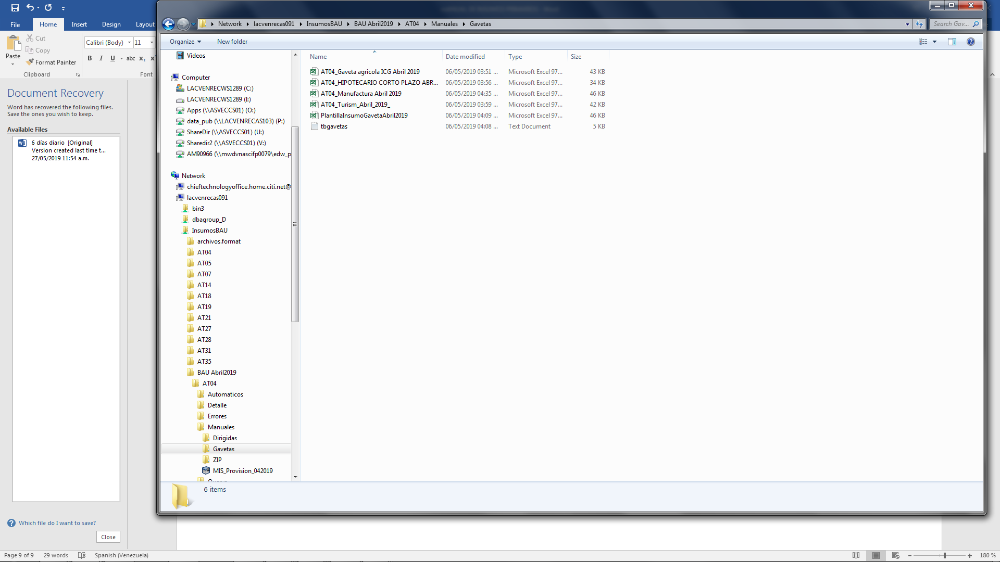 File
Home
Insert
Design
Layout
Cut
Copy
Format Painter
Paste
Clipboard
Calibri (Body)
11
B
I
U
abc
x₂
x
Font
Document Recovery
Word has recovered the following files.
Save the ones you wish to keep.
Available Files
6 días diario [Original]
Version created last time t...
27/05/2019 11:54 a.m.
Which file do I want to save?
Close
Page 9 of 9
29 words
Spanish (Venezuela)
180 %
Network
lacvenrecas091
InsumosBAU
BAU Abril2019
AT04
Manuales
Gavetas
Search Gav...
Organize
New folder
Videos
Computer
LACVENRECWS1289 (C:)
LACVENRECWS1289 (I:)
Apps (\\ASVECCS01) (O:)
data_pub (\\LACVENRECAS103) (P:)
ShareDir (\\ASVECCS01) (U:)
Sharedir2 (\\ASVECCS01) (V:)
AM90966 (\\mwdvnascifp0079\edw_p
Network
chieftechnologyoffice.home.citi.net@
lacvenrecas091
bin3
dbagroup_D
InsumosBAU
archivos.format
AT04
AT05
AT07
AT14
AT18
AT19
AT21
AT27
AT28
AT31
AT35
BAU Abril2019
AT04
Automaticos
Detalle
Errores
Manuales
Dirigidas
Gavetas
ZIP
MIS_Provision_042019
Name Date modified Type Size
AT04_Gaveta agricola ICG Abril 2019 06/05/2019 03:51 ... Microsoft Excel 97... 43 KB
AT04_HIPOTECARIO CORTO PLAZO ABR... 06/05/2019 03:56 ... Microsoft Excel 97... 34 KB
AT04_Manufactura Abril 2019 06/05/2019 04:35 ... Microsoft Excel 97... 46 KB
AT04_Turism_Abril_2019_ 06/05/2019 03:59 ... Microsoft Excel 97... 42 KB
PlantillaInsumoGavetaAbril2019 06/05/2019 04:09 ... Microsoft Excel 97... 46 KB
tbgavetas 06/05/2019 04:08 ... Text Document 5 KB
6 items